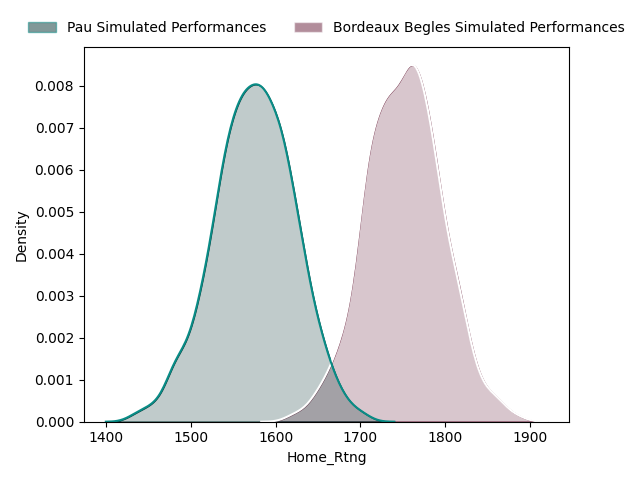 Pau Simulated Performances
Bordeaux Begles Simulated Performances
0.008
0.007
0.006
0.005
0.004
0.003
0.002
0.001
0.000
Density
1400 1500 1600 1700 1800 1900
Home_Rtng